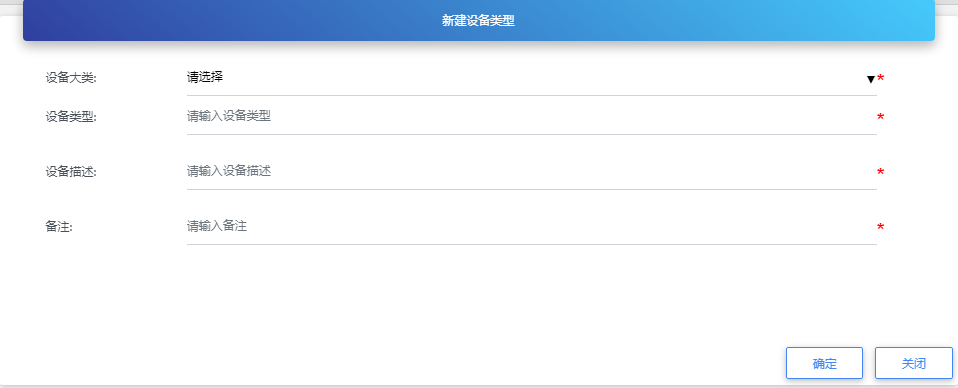 新建设备类型
设备大类: 请选择 ▼ *
设备类型: 请输入设备类型 *
设备描述: 请输入设备描述 *
备注: 请输入备注 *
确定 关闭